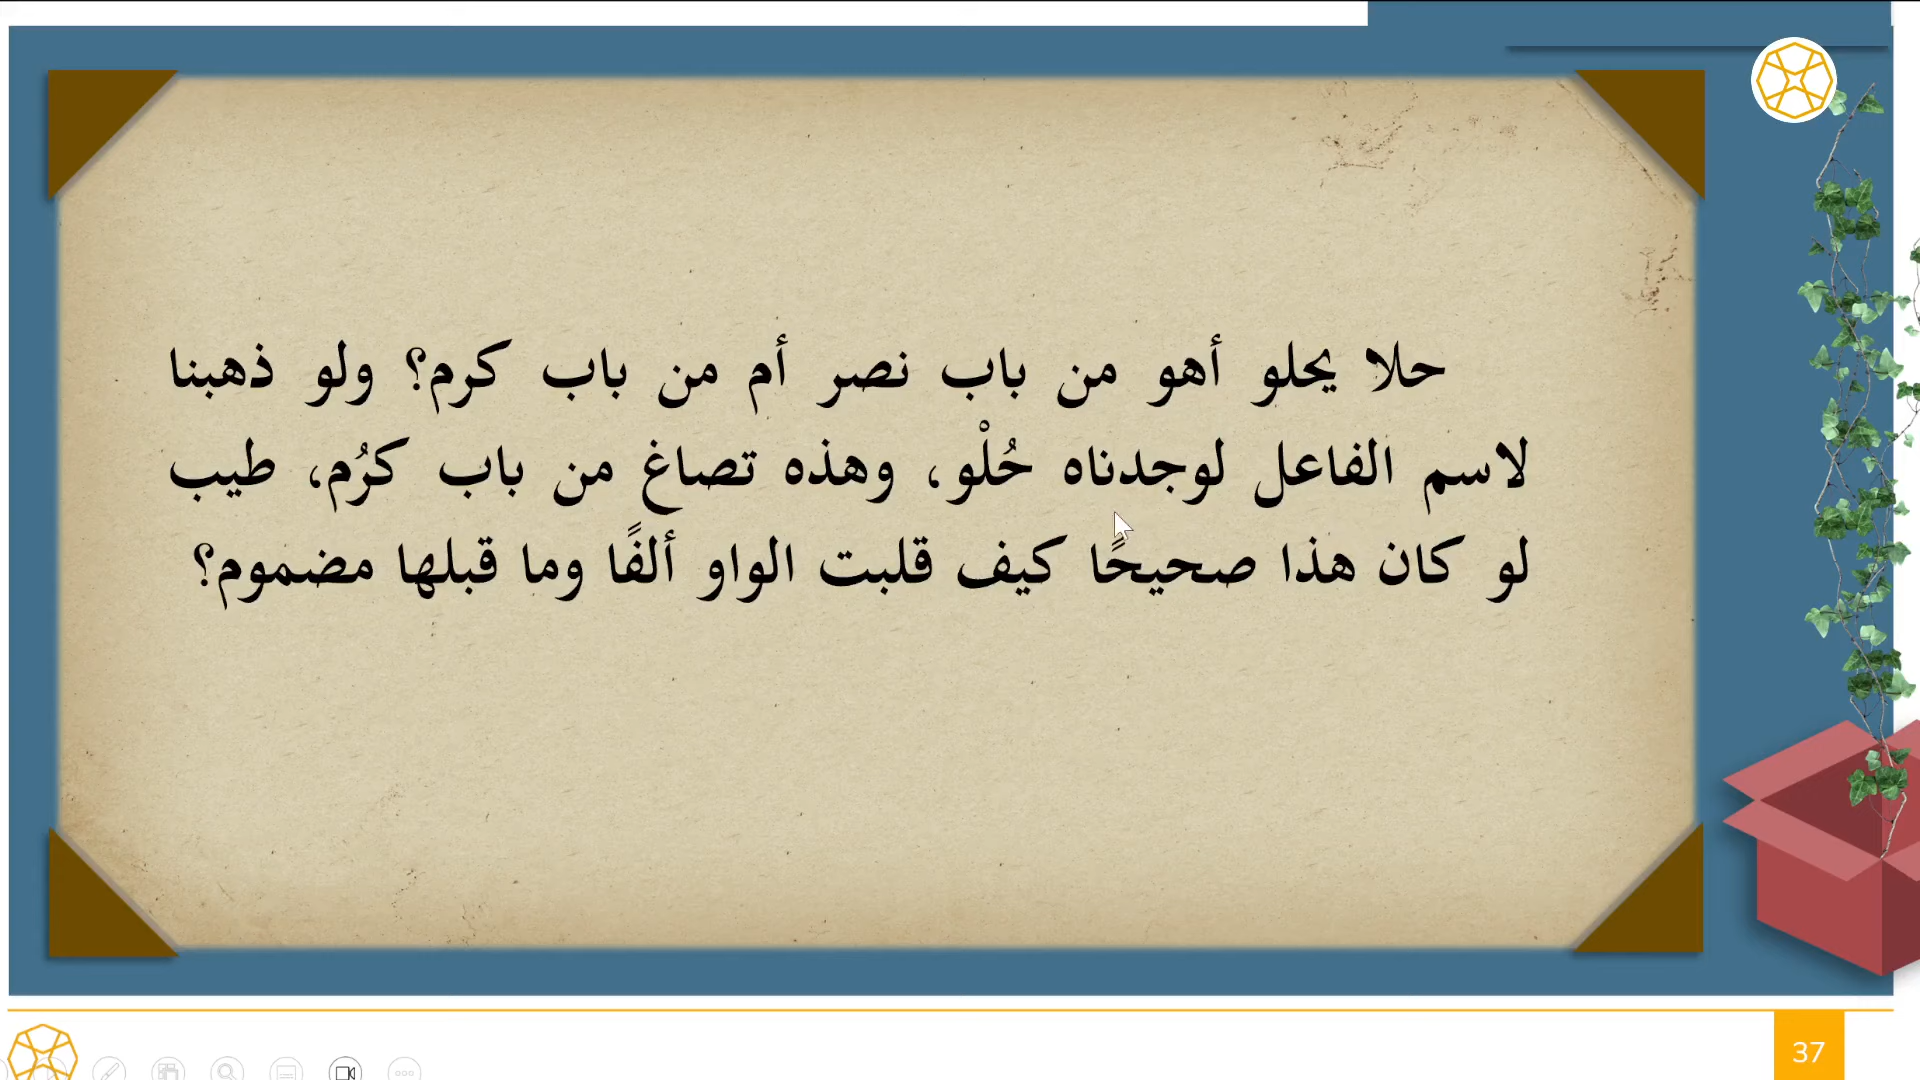 حلا يحلو أهو من باب نصر أم من باب كرم؟ ولو ذهبنا
لاسم الفاعل لوجدناه حُلْو، وهذه تصاغ من باب كرُم، طيب
لو كان هذا صحيحًا كيف قلبت الواو ألفًا وما قبلها مضموم؟
37